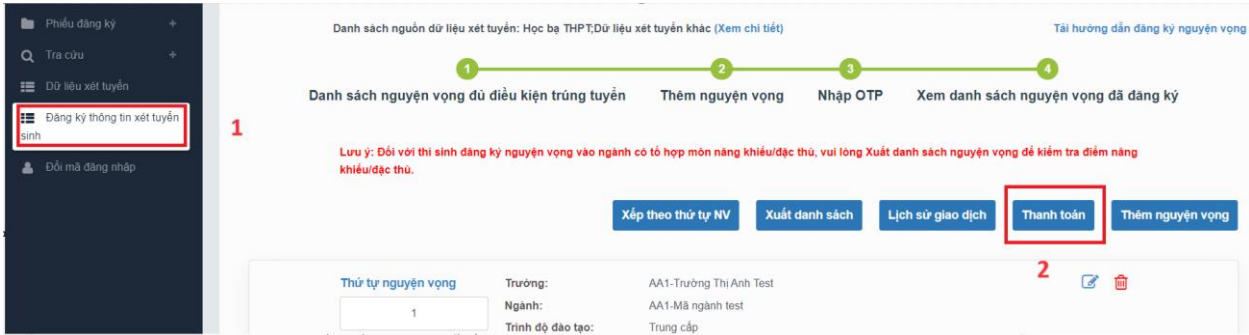 Phiếu đăng ký +
Tra cứu +
Dữ liệu xét tuyển
Đăng ký thông tin xét tuyển
sinh
Đổi mã đăng nhập
1
Danh sách nguồn dữ liệu xét tuyển: Học bạ THPT;Dữ liệu xét tuyển khác (Xem chi tiết)
Tải hướng dẫn đăng ký nguyện vọng
1 2 3 4
Danh sách nguyện vọng đủ điều kiện trúng tuyển Thêm nguyện vọng Nhập OTP Xem danh sách nguyện vọng đã đăng ký
Lưu ý: Đối với thí sinh đăng ký nguyện vọng vào ngành có tổ hợp môn năng khiếu/đặc thù, vui lòng Xuất danh sách nguyện vọng để kiểm tra điểm năng
khiếu/đặc thù.
Xếp theo thứ tự NV Xuất danh sách Lịch sử giao dịch Thanh toán Thêm nguyện vọng
2
Thứ tự nguyện vọng Trường: AA1-Trường Thị Anh Test
1 Ngành: AA1-Mã ngành test
Trình độ đào tạo: Trung cấp